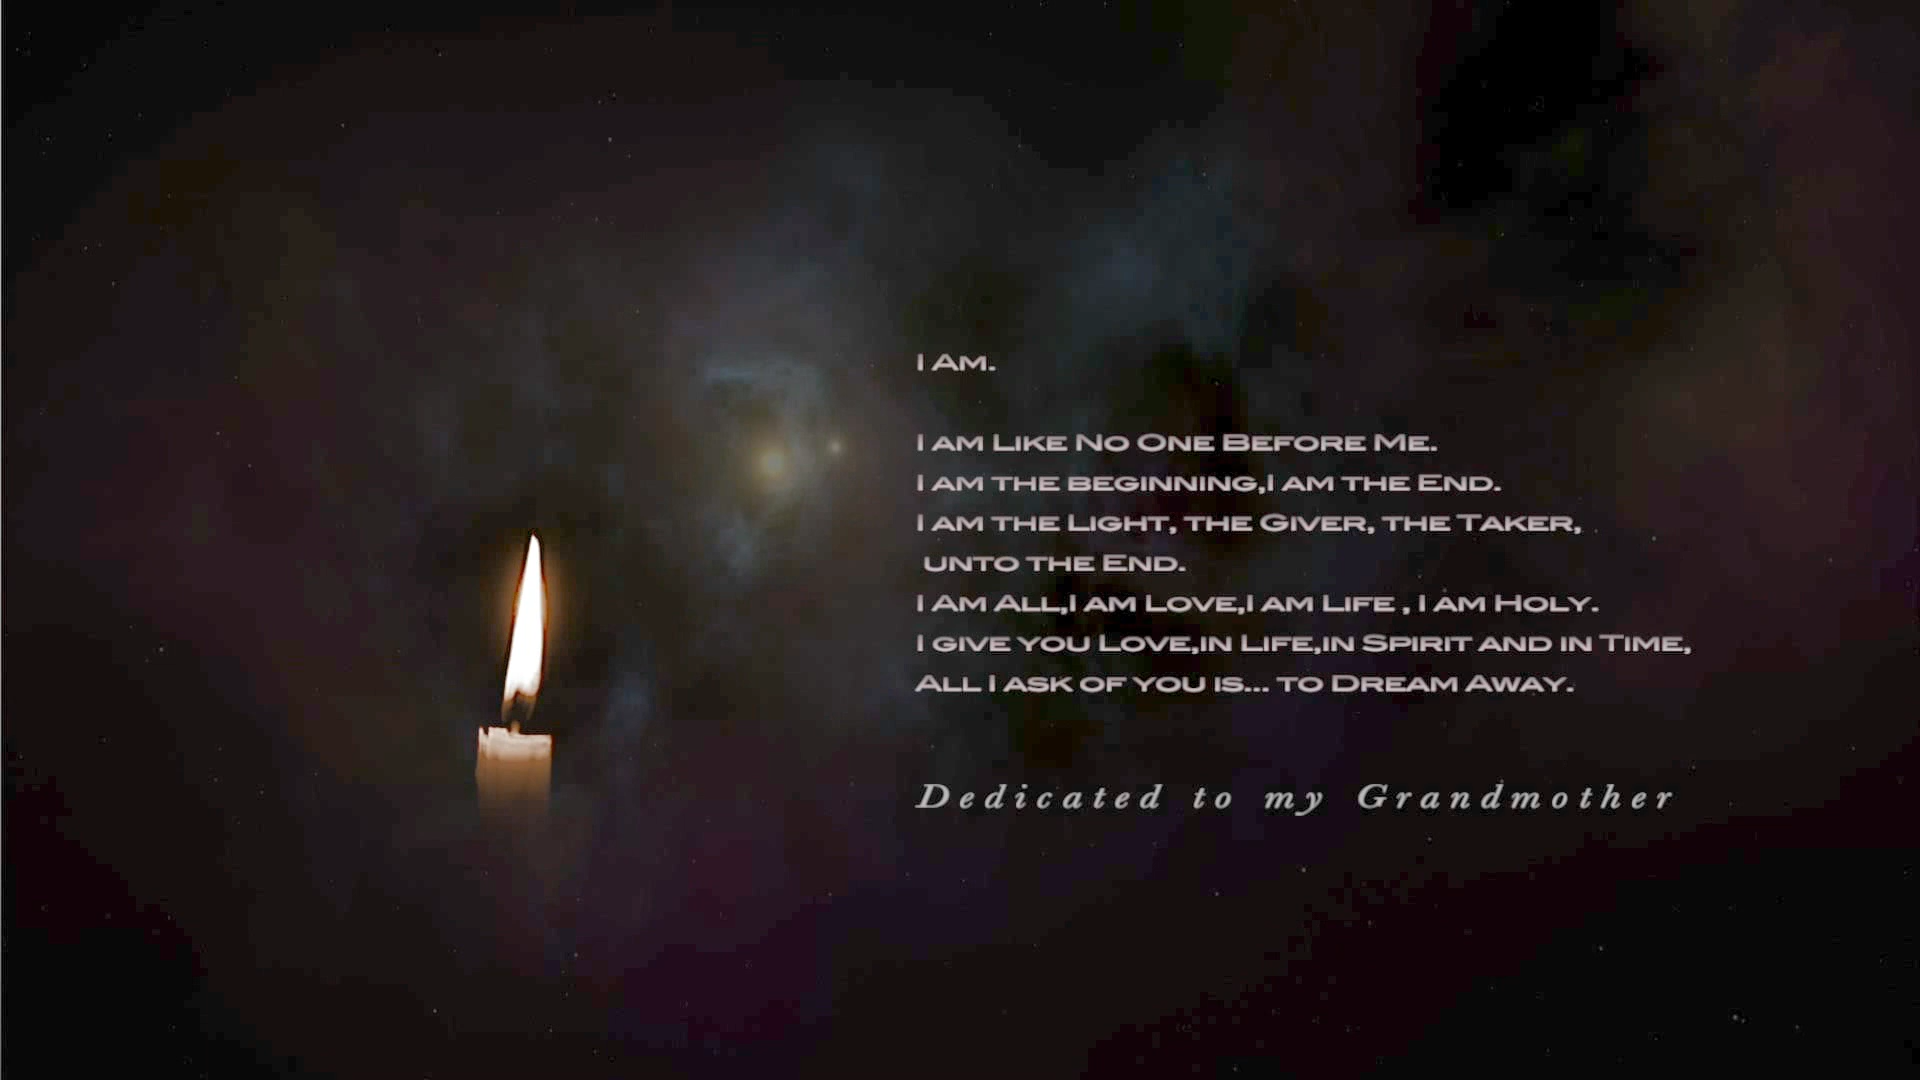 I Am.
I am Like No One Before Me.
I am the beginning,I am the End.
I am the Light, the Giver, the Taker,
unto the End.
I Am All,I am Love,I am Life , I am Holy.
I give you Love,in Life,in Spirit and in Time,
All I ask of you is... to Dream Away.
Dedicated to my Grandmother